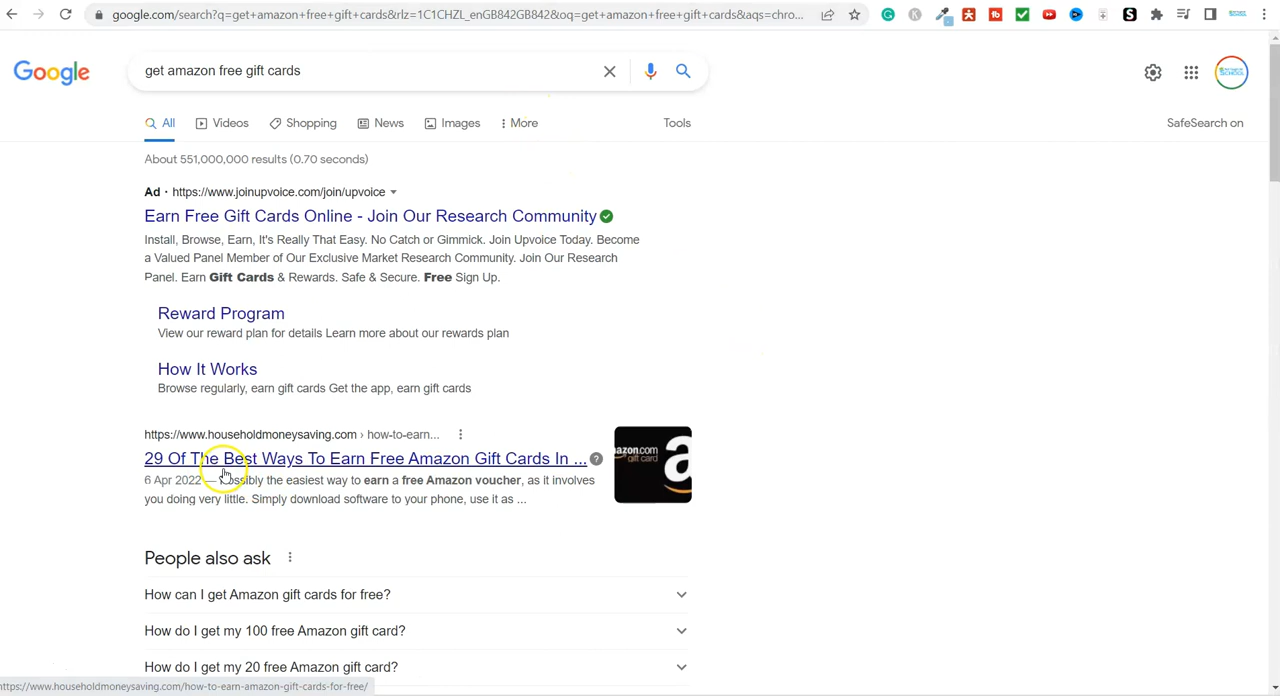 google.com/search?q=get+amazon+free+gift+cards&rlz=1C1CHZL_enGB842GB842&oq=get+amazon+free+gift+cards&aqs=chro...
Google
get amazon free gift cards
All
Videos
Shopping
News
Images
More
Tools
SafeSearch on
About 551,000,000 results (0.70 seconds)
Ad · https://www.joinupvoice.com/join/upvoice
Earn Free Gift Cards Online - Join Our Research Community
Install, Browse, Earn, It's Really That Easy. No Catch or Gimmick. Join Upvoice Today. Become
a Valued Panel Member of Our Exclusive Market Research Community. Join Our Research
Panel. Earn Gift Cards & Rewards. Safe & Secure. Free Sign Up.
Reward Program
View our reward plan for details Learn more about our rewards plan
How It Works
Browse regularly, earn gift cards Get the app, earn gift cards
https://www.householdmoneysaving.com › how-to-earn...
29 Of The Best Ways To Earn Free Amazon Gift Cards In ...
6 Apr 2022 — Possibly the easiest way to earn a free Amazon voucher, as it involves
you doing very little. Simply download software to your phone, use it as ...
azon.com
gift card
a
People also ask
How can I get Amazon gift cards for free?
How do I get my 100 free Amazon gift card?
How do I get my 20 free Amazon gift card?
https://www.householdmoneysaving.com/how-to-earn-amazon-gift-cards-for-free/